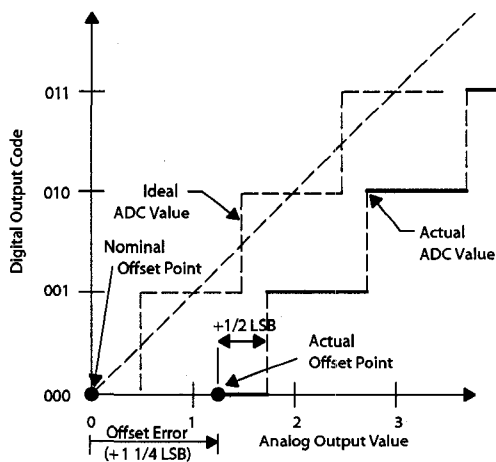 Digital Output Code
011
010
001
000
Ideal
ADC Value
Nominal
Offset Point
Actual
ADC Value
+1/2 LSB
Actual
Offset Point
0
1
2
3
Offset Error
(+1 1/4 LSB)
Analog Output Value